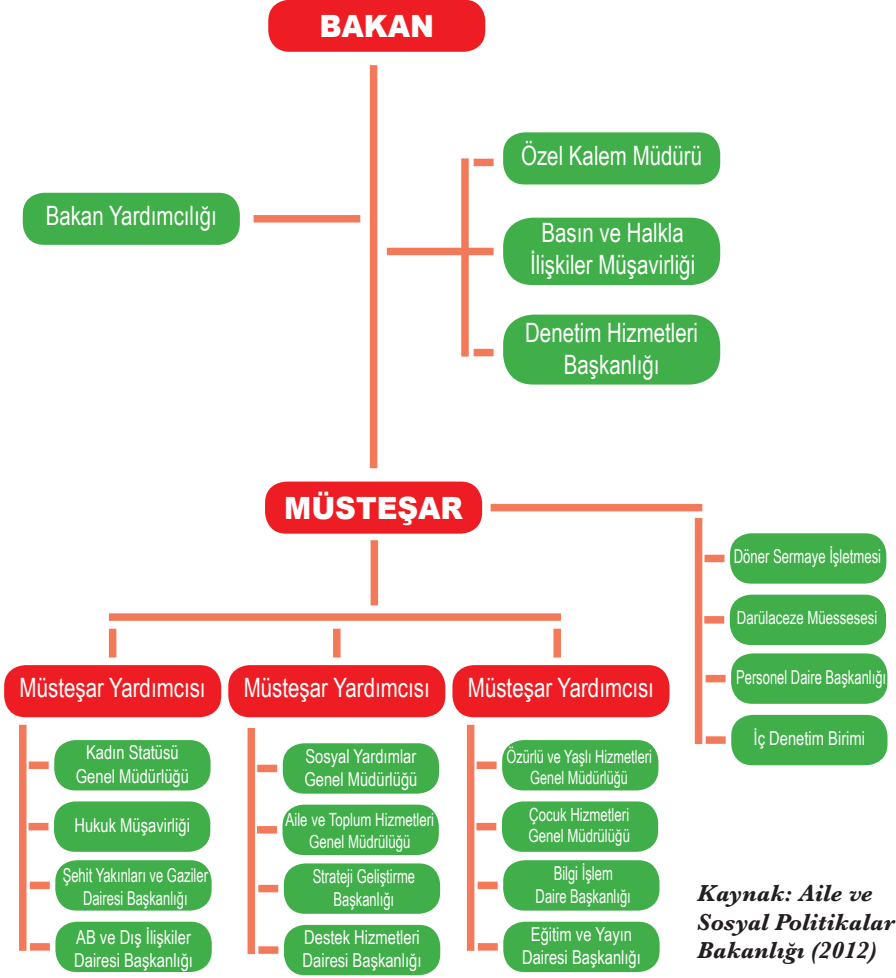 BAKAN
Özel Kalem Müdürü
Bakan Yardımcılığı
Basın ve Halkla
İlişkiler Müşavirliği
Denetim Hizmetleri
Başkanlığı
MÜSTEŞAR
Döner Sermaye İşletmesi
Darülaceze Müessesesi
Personel Daire Başkanlığı
İç Denetim Birimi
Müsteşar Yardımcısı
Kadın Statüsü
Genel Müdürlüğü
Hukuk Müşavirliği
Şehit Yakınları ve Gaziler
Dairesi Başkanlığı
AB ve Dış İlişkiler
Dairesi Başkanlığı
Müsteşar Yardımcısı
Sosyal Yardımlar
Genel Müdürlüğü
Aile ve Toplum Hizmetleri
Genel Müdrülüğü
Strateji Geliştirme
Başkanlığı
Destek Hizmetleri
Dairesi Başkanlığı
Müsteşar Yardımcısı
Özürlü ve Yaşlı Hizmetleri
Genel Müdürlüğü
Çocuk Hizmetleri
Genel Müdrülüğü
Bilgi İşlem
Daire Başkanlığı
Eğitim ve Yayın
Dairesi Başkanlığı
Kaynak: Aile ve
Sosyal Politikalar
Bakanlığı (2012)